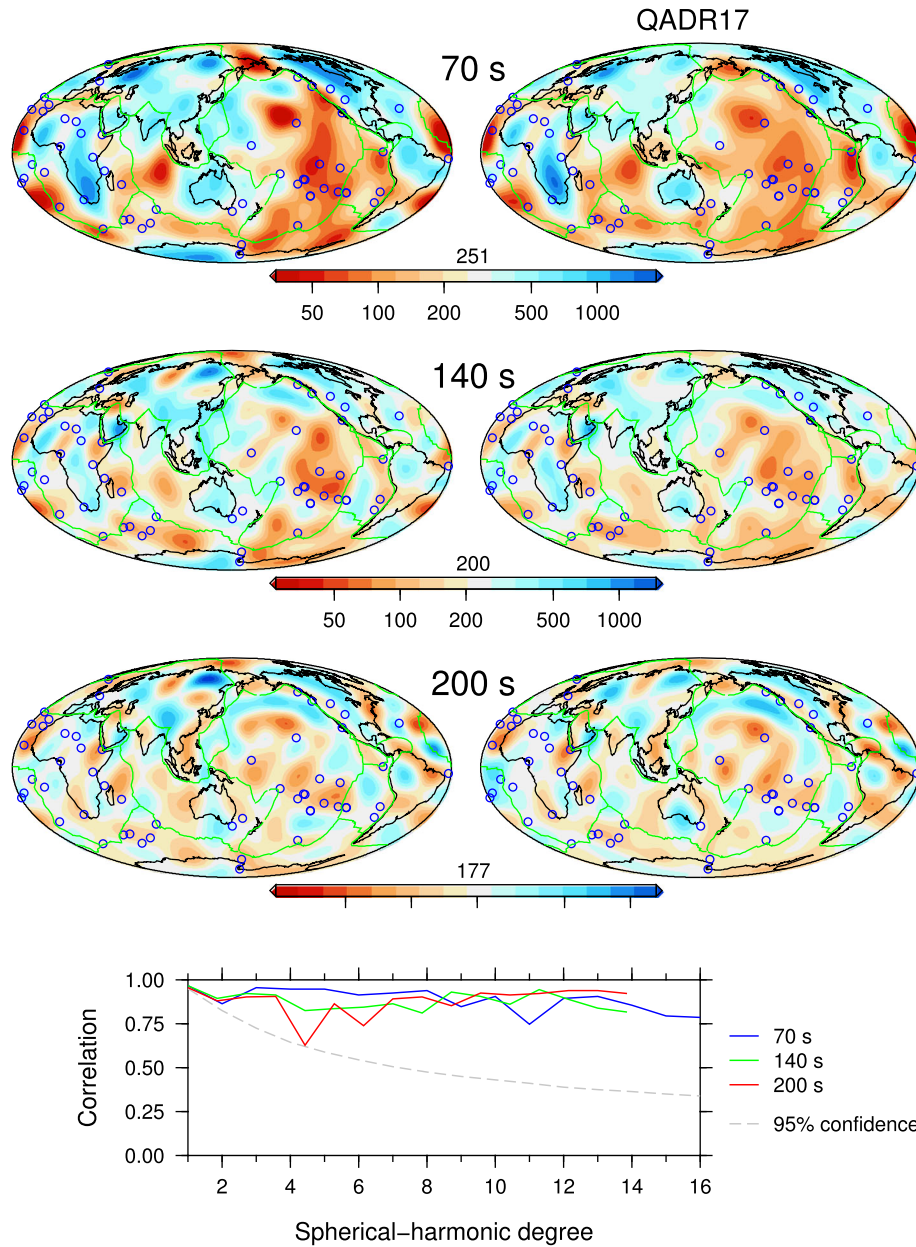 QADR17
70 s
251
50 100 200 500 1000
140 s
200
50 100 200 500 1000
200 s
177
1.00
0.75
0.50
0.25
0.00
Correlation
2 4 6 8 10 12 14 16
Spherical−harmonic degree
70 s
140 s
200 s
95% confidence